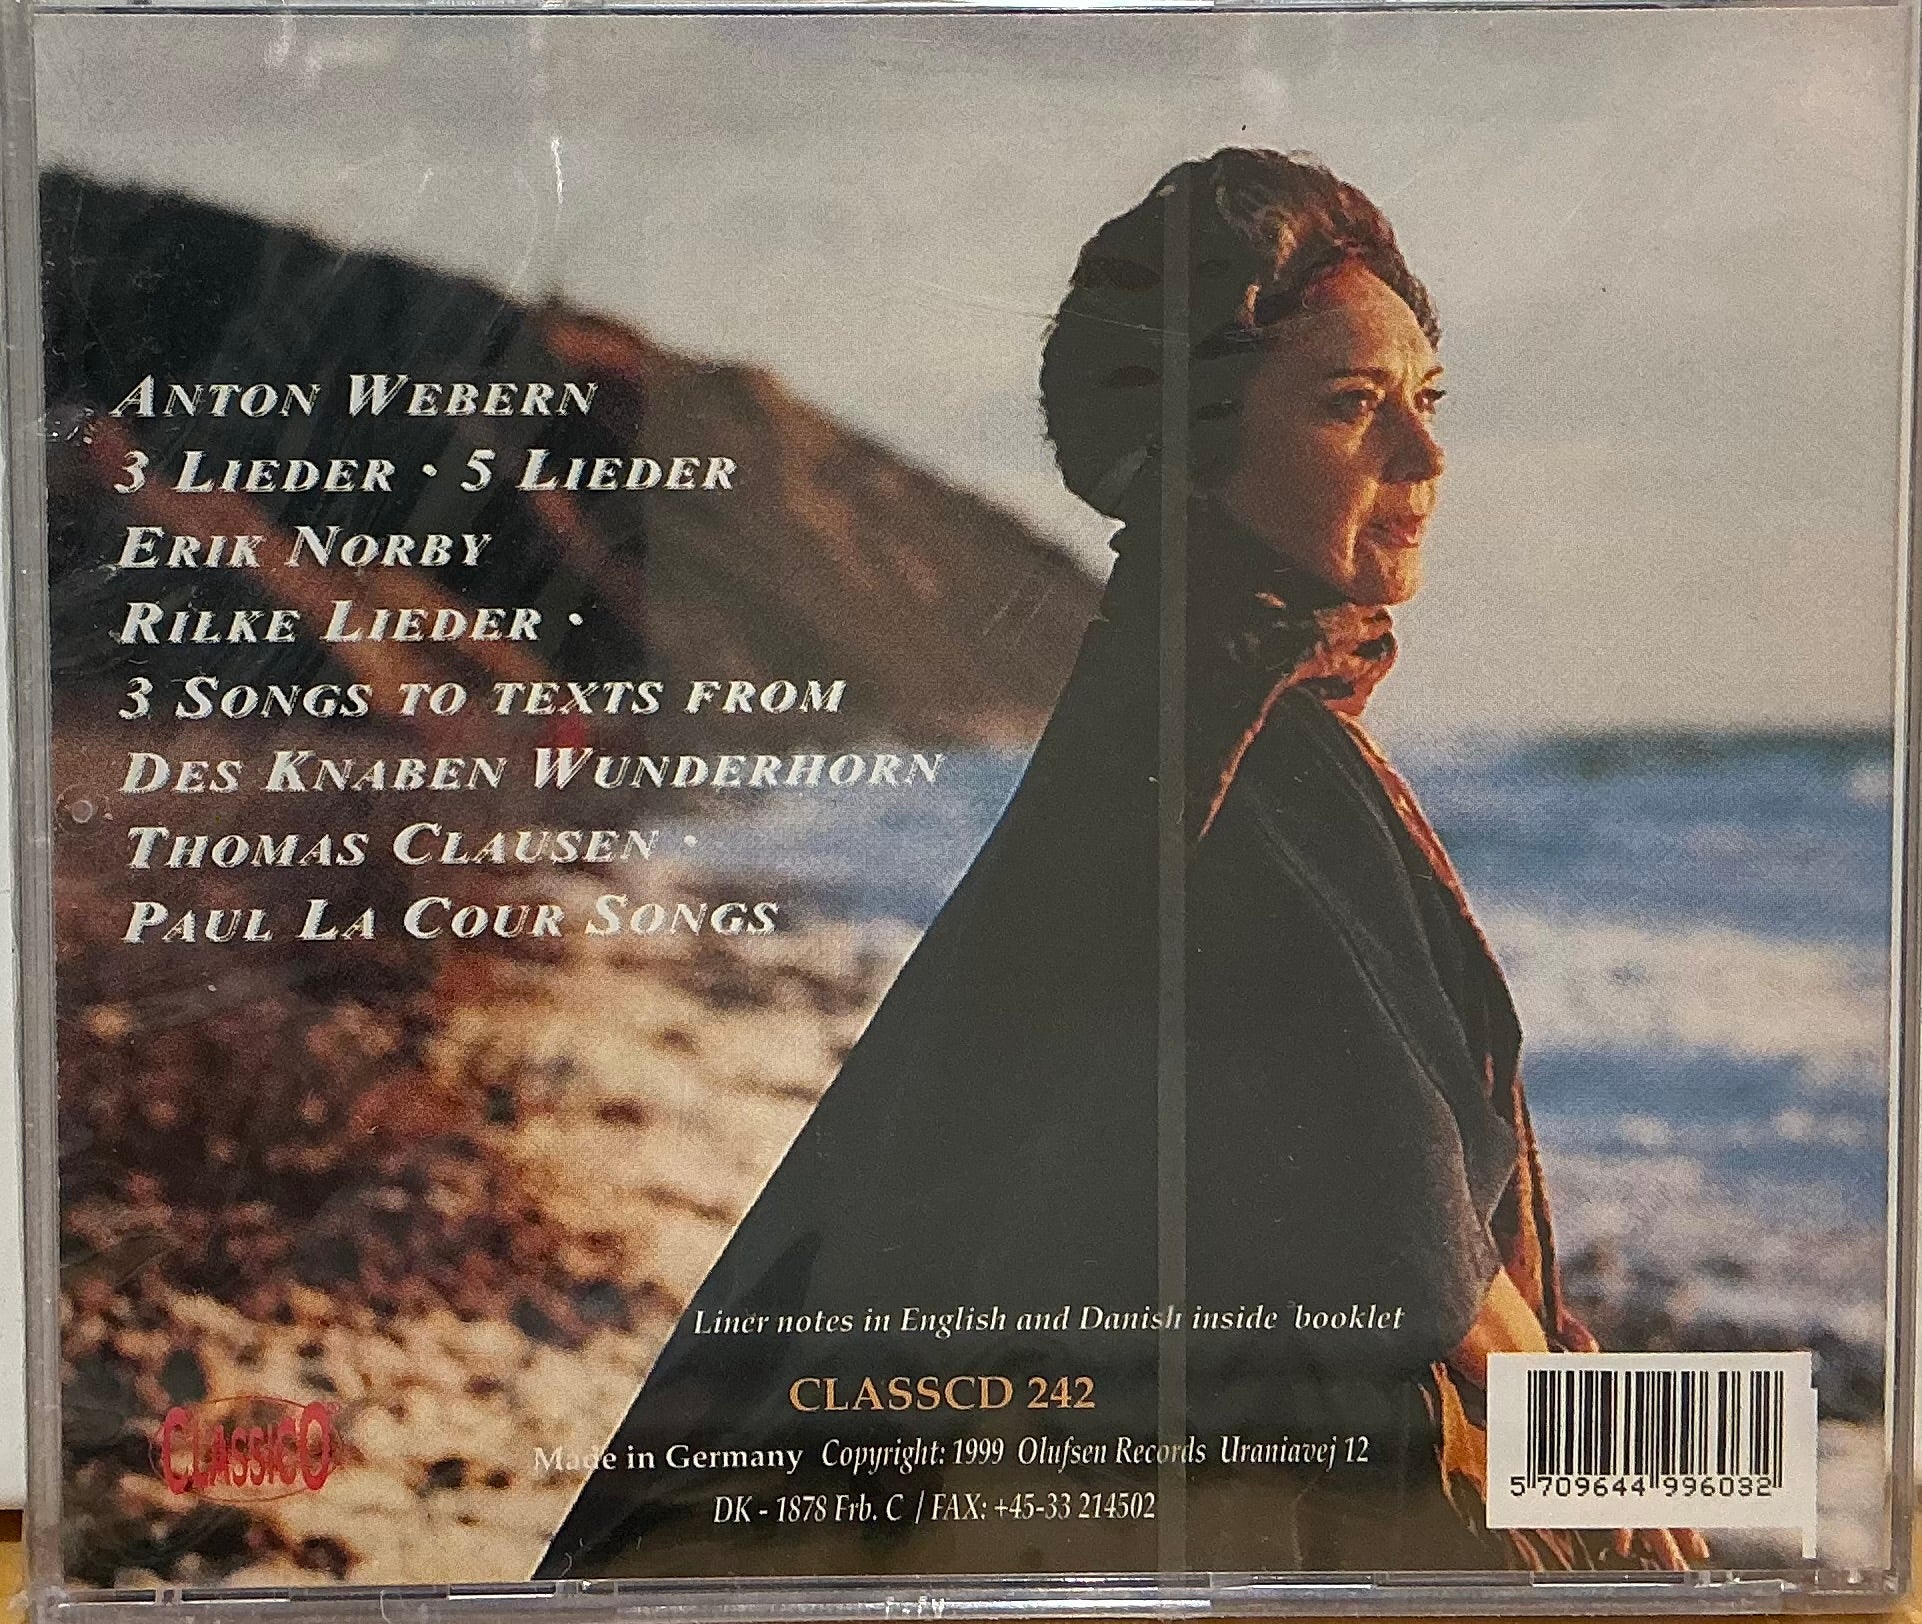 ANTON WEBERN
3 LIEDER · 5 LIEDER
ERIK NORBY
RILKE LIEDER ·
3 SONGS TO TEXTS FROM
DES KNABEN WUNDERHORN
THOMAS CLAUSEN ·
PAUL LA COUR SONGS
Liner notes in English and Danish inside booklet
CLASSCD 242
Made in Germany Copyright: 1999 Olufsen Records Uraniavej 12
DK - 1878 Frb. C / FAX: +45-33 214502
CLASSICO
5 709644 996032